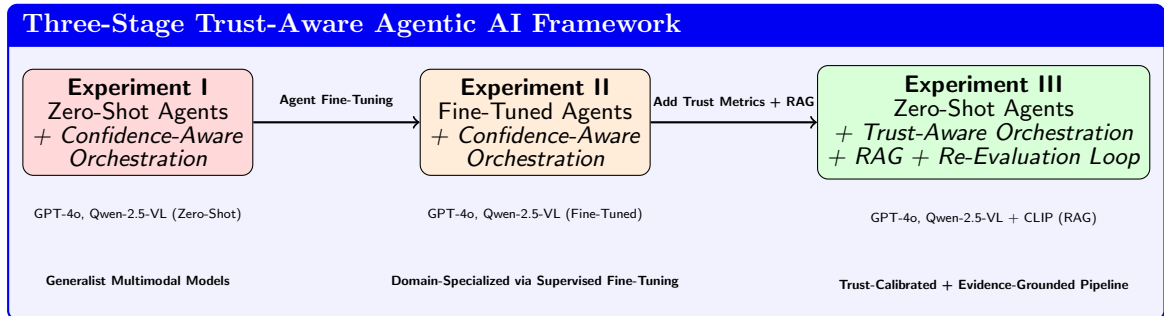 Three-Stage Trust-Aware Agentic AI Framework
Experiment I
Zero-Shot Agents
+ Confidence-Aware
Orchestration
Agent Fine-Tuning
Experiment II
Fine-Tuned Agents
+ Confidence-Aware
Orchestration
Add Trust Metrics + RAG
Experiment III
Zero-Shot Agents
+ Trust-Aware Orchestration
+ RAG + Re-Evaluation Loop
GPT-4o, Qwen-2.5-VL (Zero-Shot)
GPT-4o, Qwen-2.5-VL (Fine-Tuned)
GPT-4o, Qwen-2.5-VL + CLIP (RAG)
Generalist Multimodal Models
Domain-Specialized via Supervised Fine-Tuning
Trust-Calibrated + Evidence-Grounded Pipeline